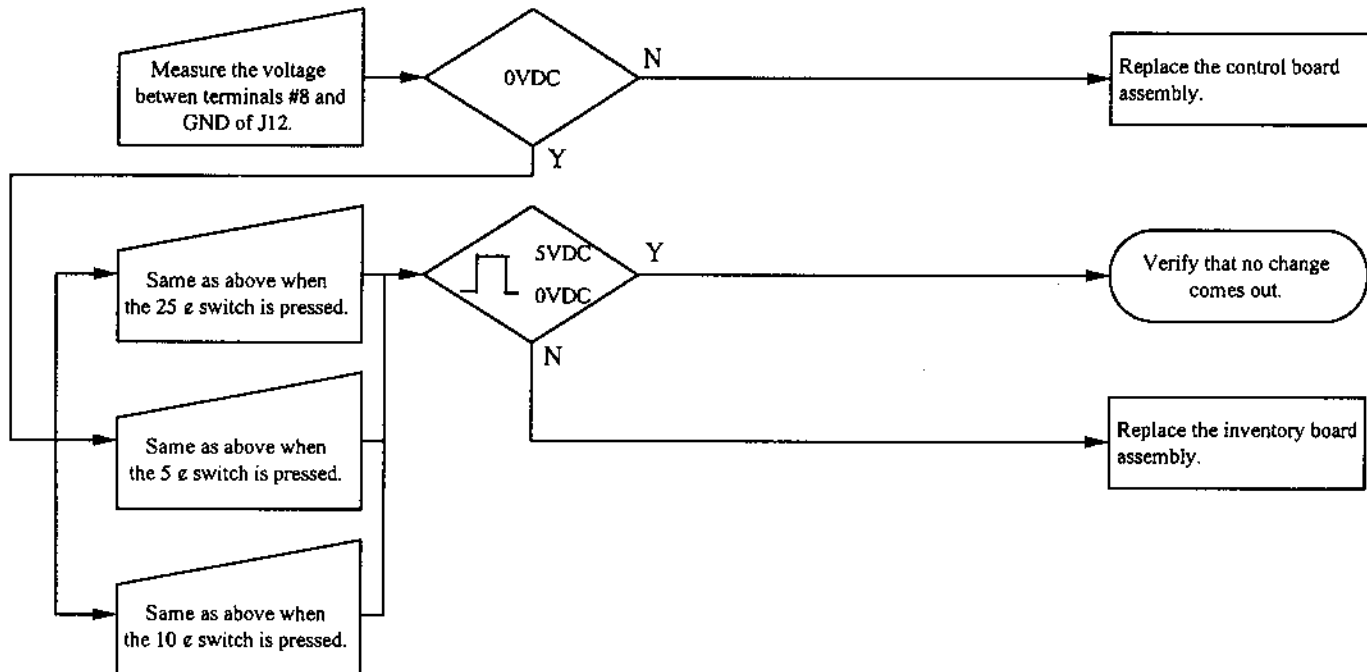 Measure the voltage
betwen terminals #8 and
GND of J12.
0VDC
N
Replace the control board
assembly.
Y
Same as above when
the 25 ¢ switch is pressed.
5VDC
0VDC
Y
Verify that no change
comes out.
N
Same as above when
the 5 ¢ switch is pressed.
Replace the inventory board
assembly.
Same as above when
the 10 ¢ switch is pressed.